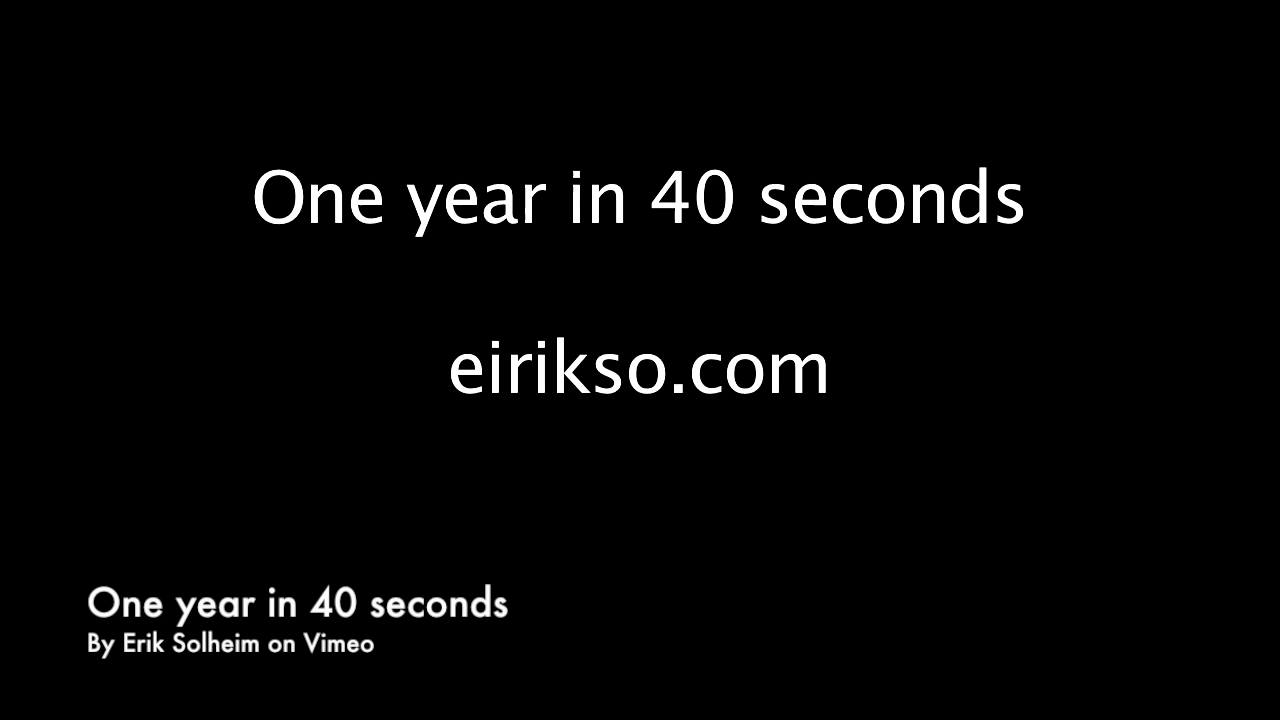 One year in 40 seconds
eirikso.com
One year in 40 seconds
By Erik Solheim on Vimeo